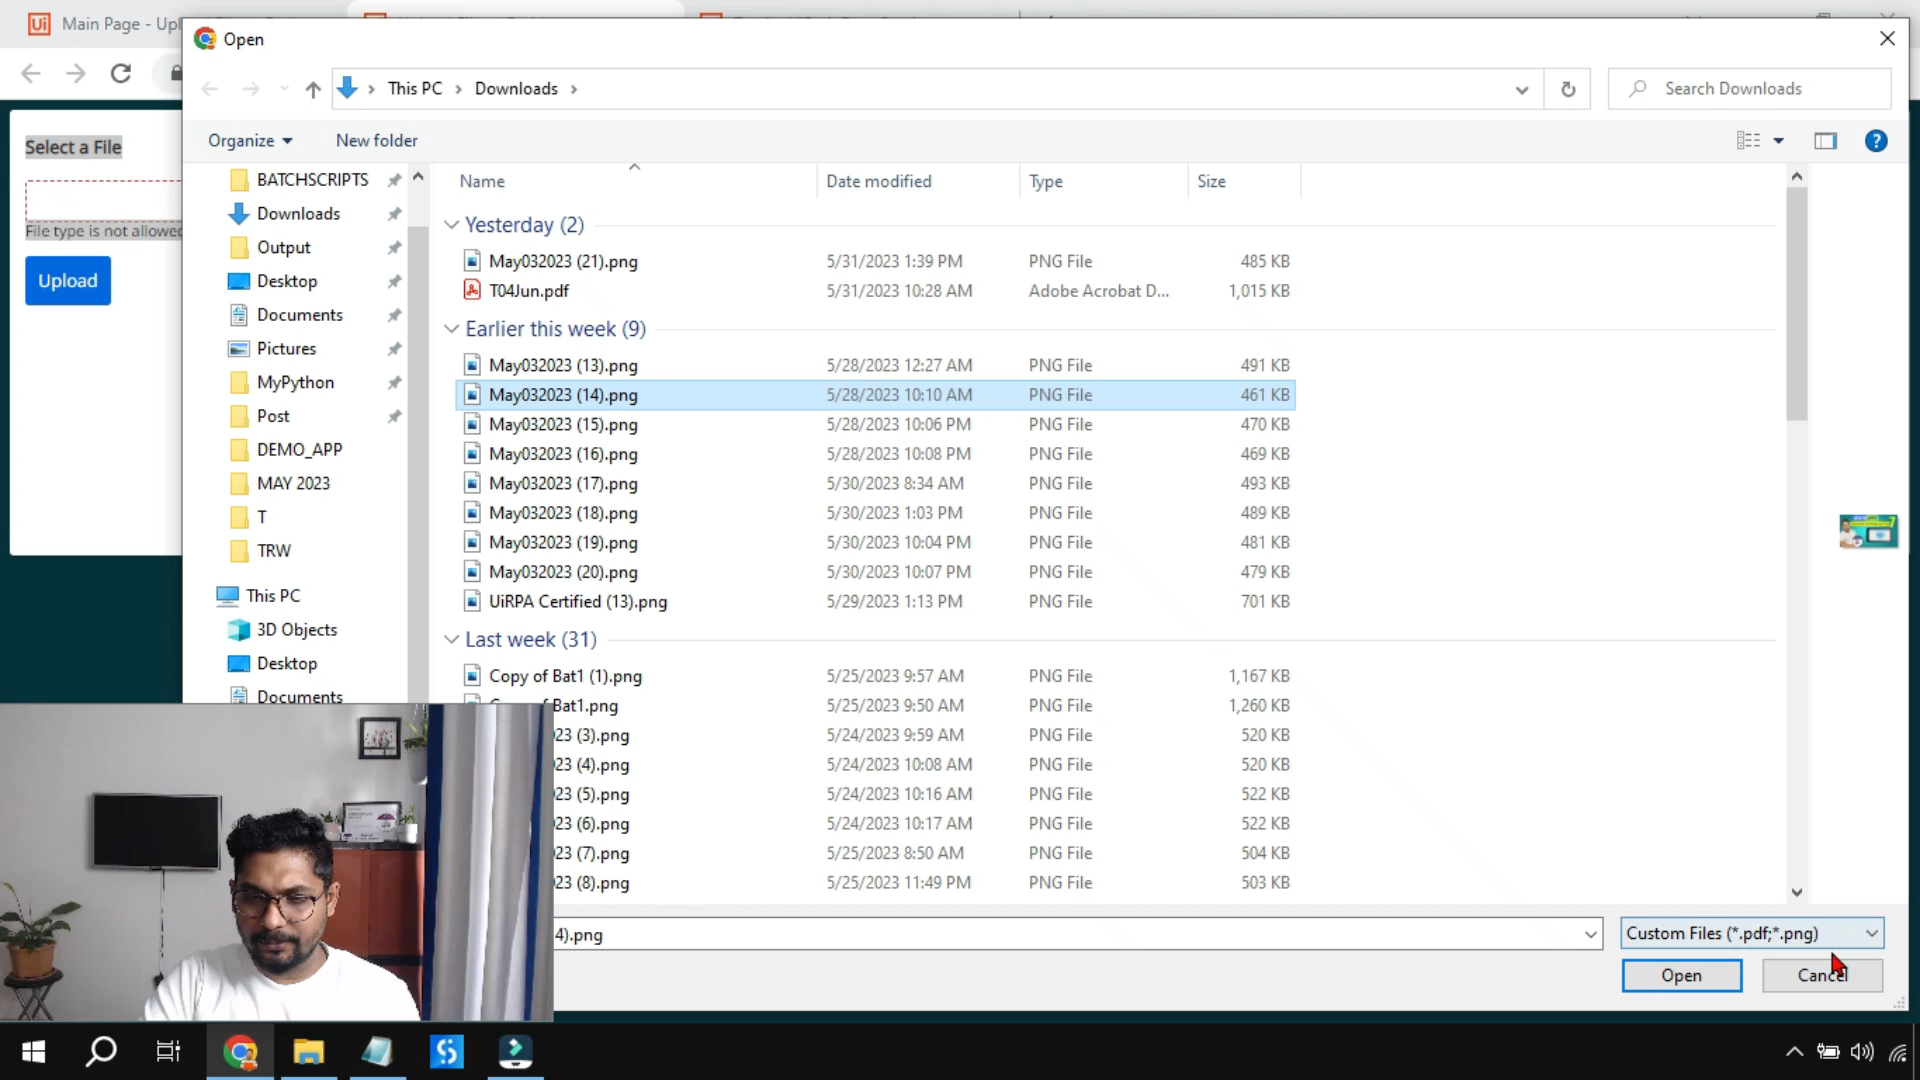 Main Page - Upl
Open
This PC > Downloads >
Search Downloads
Organize
New folder
Select a File
File type is not allowed
Upload
BATCHSCRIPTS
Downloads
Output
Desktop
Documents
Pictures
MyPython
Post
DEMO_APP
MAY 2023
T
TRW
This PC
3D Objects
Desktop
Documents
Name Date modified Type Size
Yesterday (2)
May032023 (21).png 5/31/2023 1:39 PM PNG File 485 KB
T04Jun.pdf 5/31/2023 10:28 AM Adobe Acrobat D... 1,015 KB
Earlier this week (9)
May032023 (13).png 5/28/2023 12:27 AM PNG File 491 KB
May032023 (14).png 5/28/2023 10:10 AM PNG File 461 KB
May032023 (15).png 5/28/2023 10:06 PM PNG File 470 KB
May032023 (16).png 5/28/2023 10:08 PM PNG File 469 KB
May032023 (17).png 5/30/2023 8:34 AM PNG File 493 KB
May032023 (18).png 5/30/2023 1:03 PM PNG File 489 KB
May032023 (19).png 5/30/2023 10:04 PM PNG File 481 KB
May032023 (20).png 5/30/2023 10:07 PM PNG File 479 KB
UiRPA Certified (13).png 5/29/2023 1:13 PM PNG File 701 KB
Last week (31)
Copy of Bat1 (1).png 5/25/2023 9:57 AM PNG File 1,167 KB
Bat1.png 5/25/2023 9:50 AM PNG File 1,260 KB
23 (3).png 5/24/2023 9:59 AM PNG File 520 KB
23 (4).png 5/24/2023 10:08 AM PNG File 520 KB
23 (5).png 5/24/2023 10:16 AM PNG File 522 KB
23 (6).png 5/24/2023 10:17 AM PNG File 522 KB
23 (7).png 5/25/2023 8:50 AM PNG File 504 KB
23 (8).png 5/25/2023 11:49 PM PNG File 503 KB
4).png
Custom Files (*.pdf;*.png)
Open
Cancel